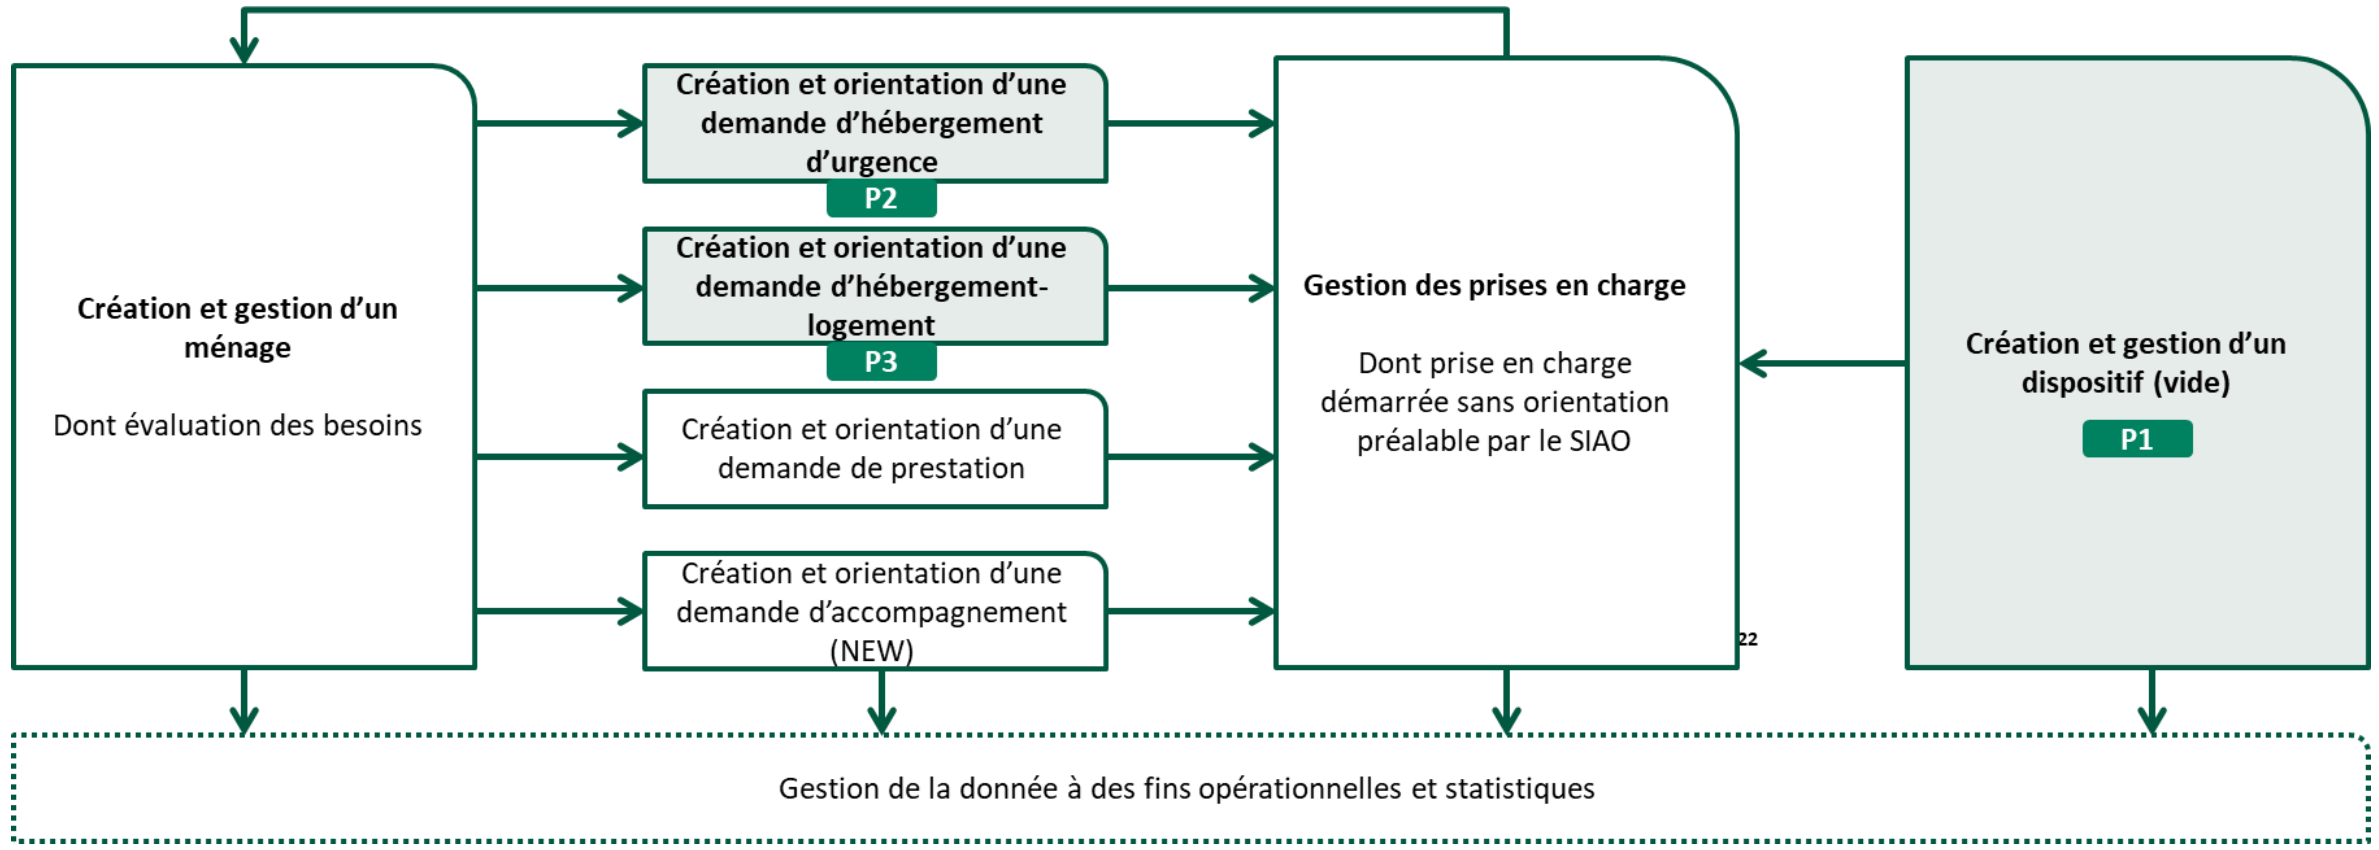 Création et gestion d’un
ménage
Dont évaluation des besoins
Création et orientation d’une
demande d’hébergement
d’urgence
P2
Création et orientation d’une
demande d’hébergement-
logement
P3
Création et orientation d’une
demande de prestation
Création et orientation d’une
demande d’accompagnement
(NEW)
Gestion des prises en charge
Dont prise en charge
démarrée sans orientation
préalable par le SIAO
22
Création et gestion d’un
dispositif (vide)
P1
Gestion de la donnée à des fins opérationnelles et statistiques